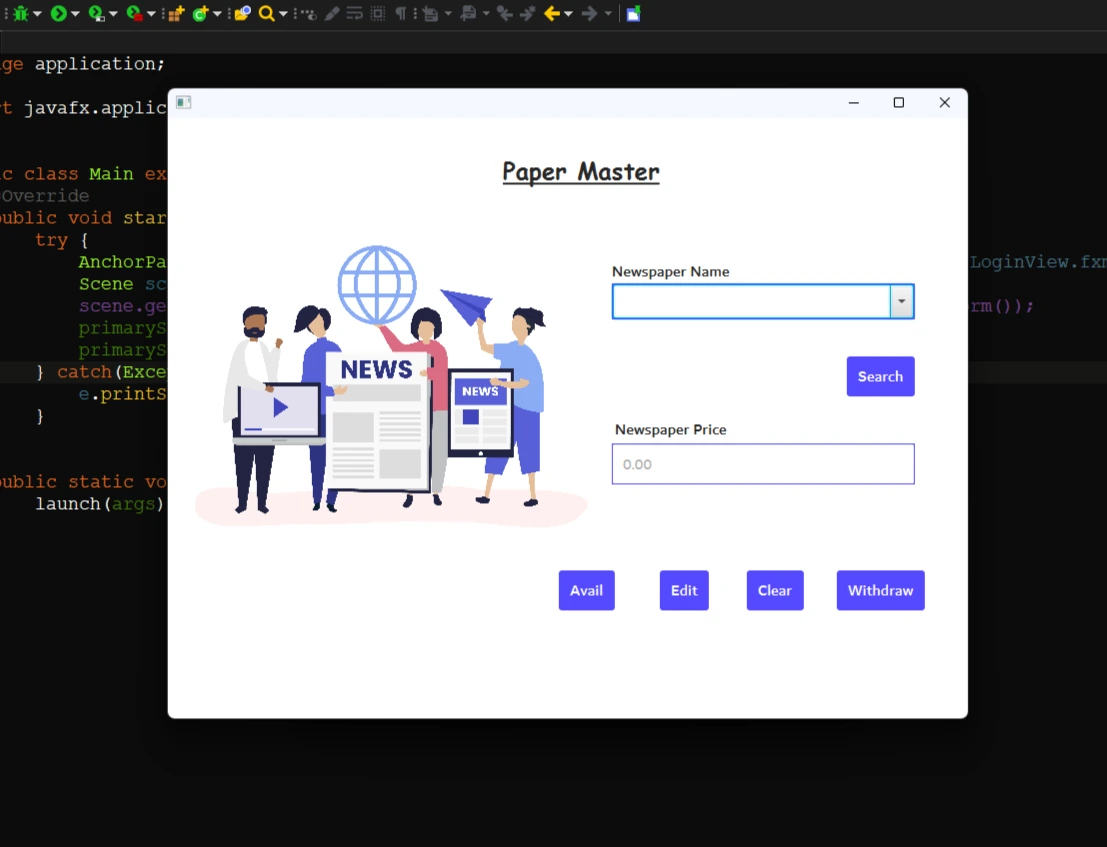 ge application;
t javafx.applic
c class Main ex
Override
public void star
try {
AnchorPa
LoginView.fxm
Scene sc
scene.ge
rm());
primaryS
primaryS
} catch(Exce
e.printS
}
public static vo
launch(args)
Paper Master
NEWS
NEWS
Newspaper Name
Search
Newspaper Price
0.00
Avail
Edit
Clear
Withdraw